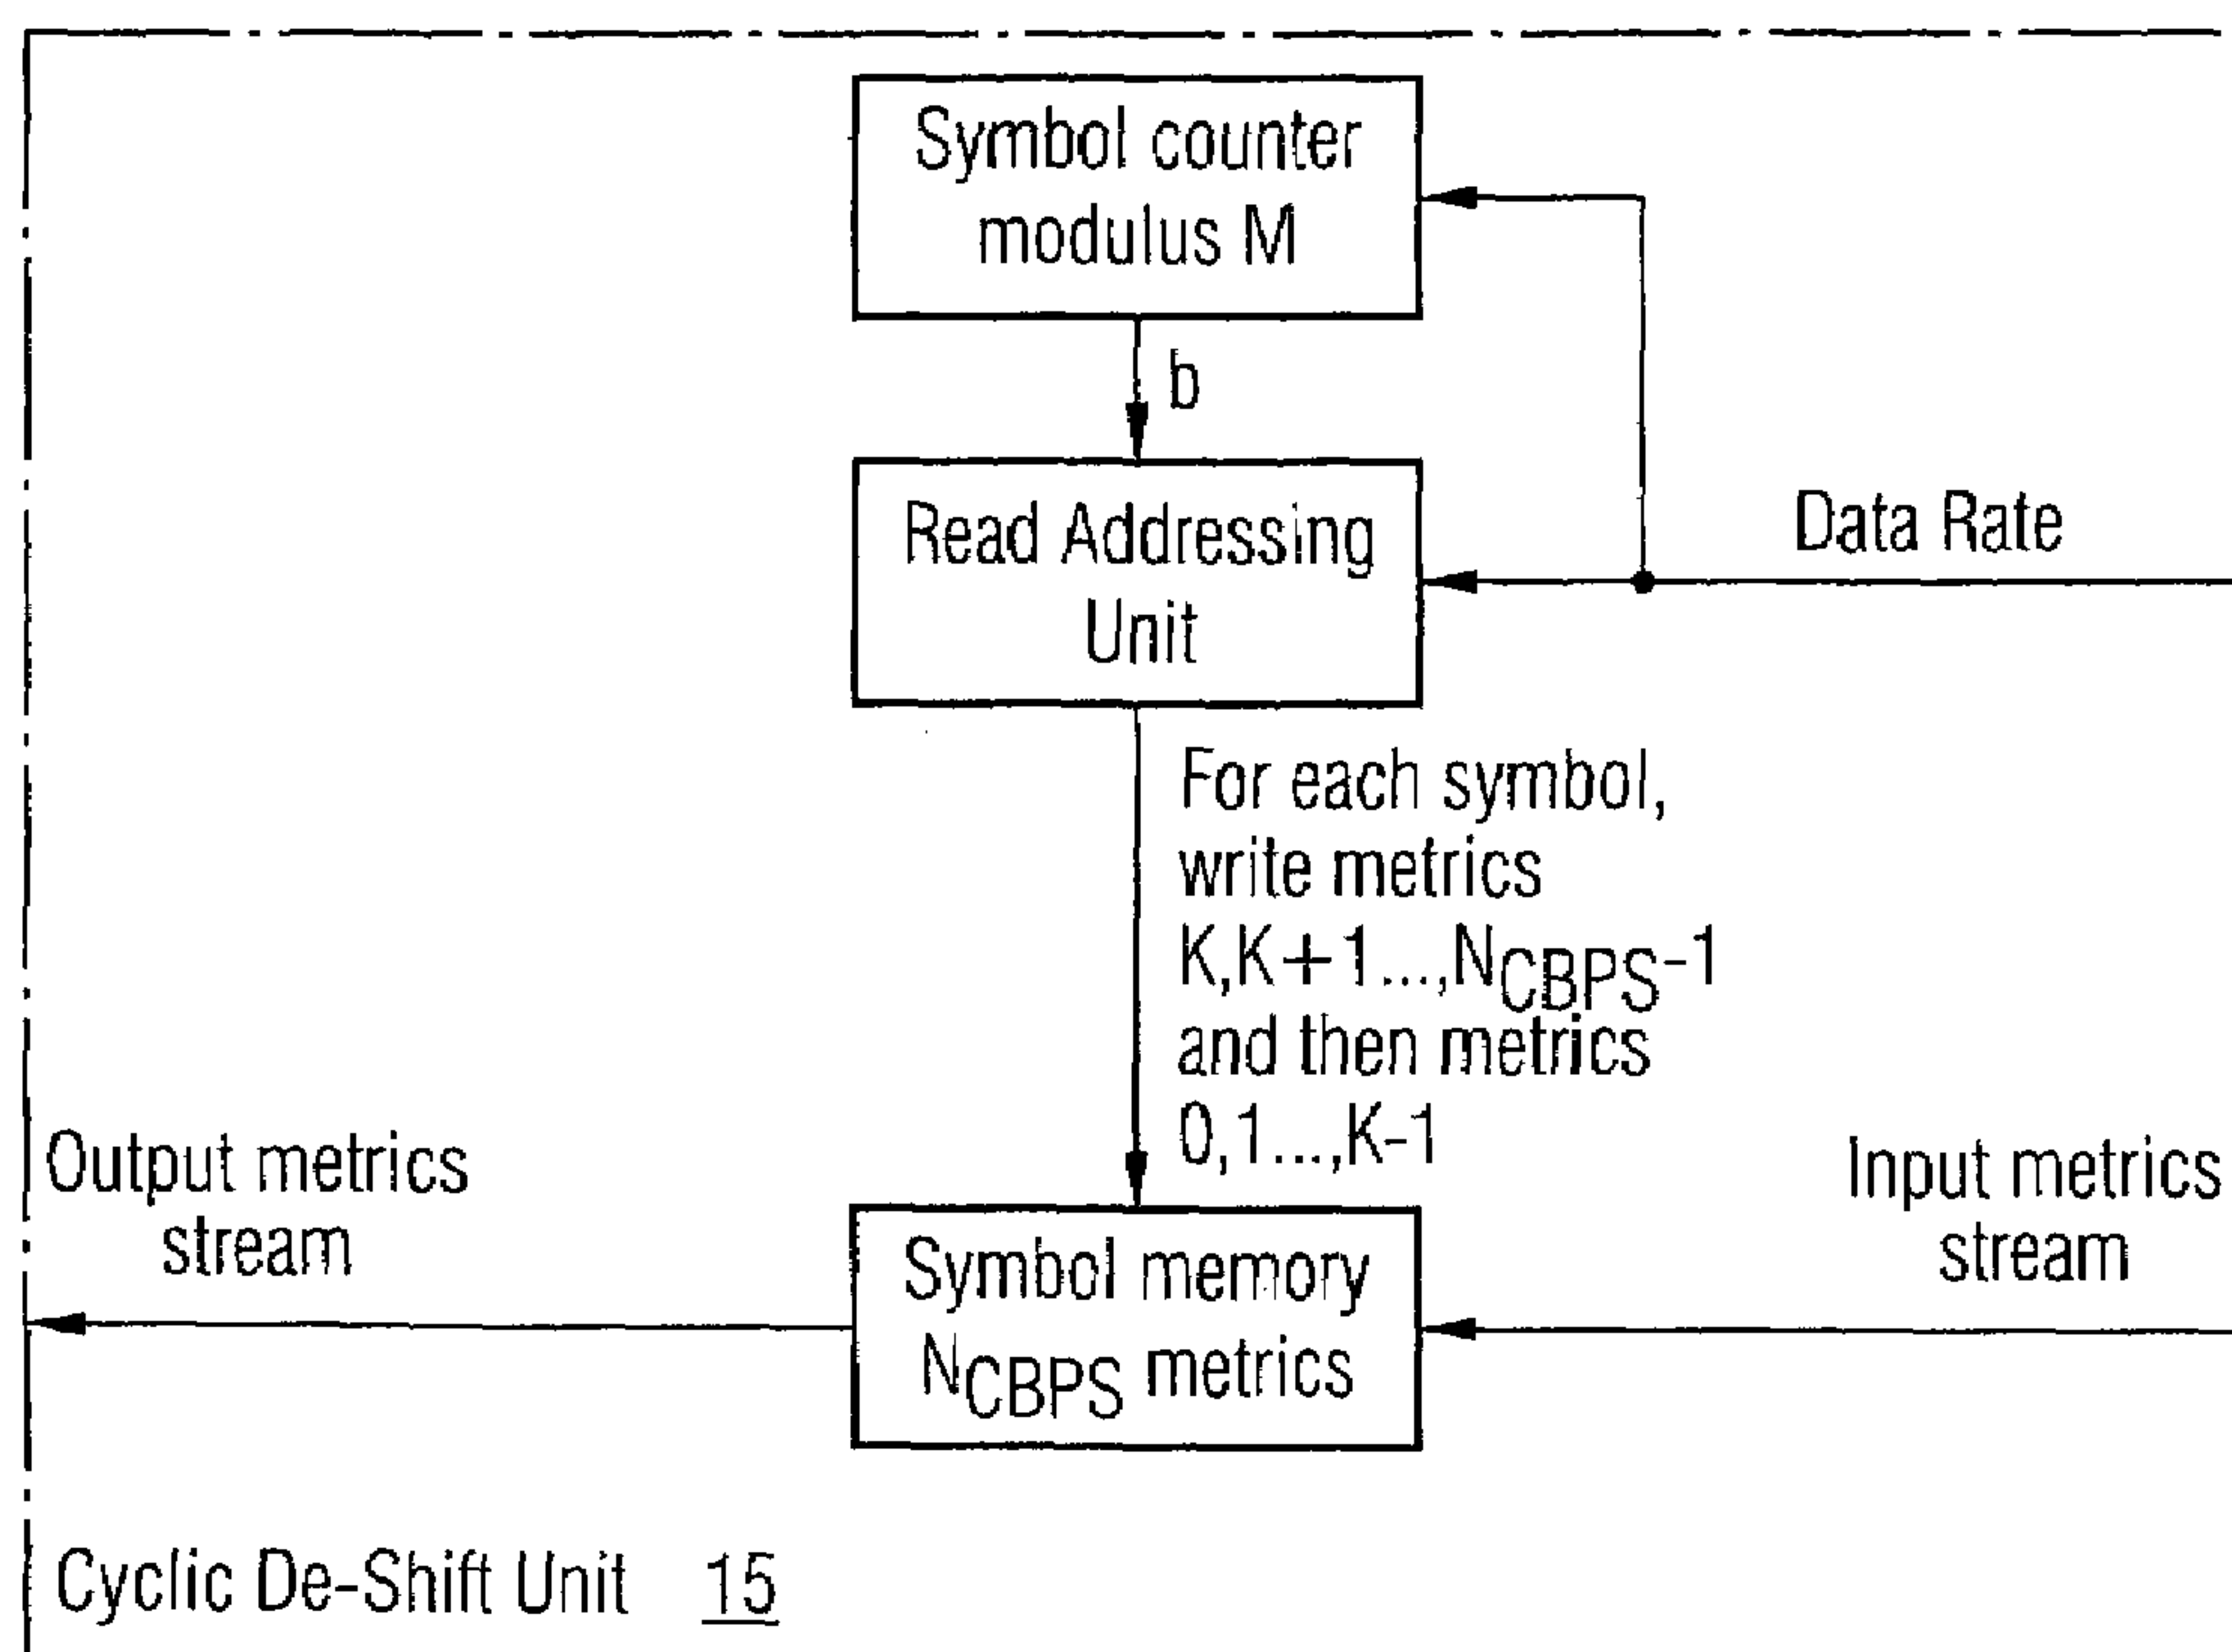 Symbol counter
modulus M
b
Read Addressing
Unit
Data Rate
For each symbol,
write metrics
K,K+1...,NCBPS-1
and then metrics
0,1...,K-1
Output metrics
stream
Symbol memory
NCBPS metrics
Input metrics
stream
Cyclic De-Shift Unit 15